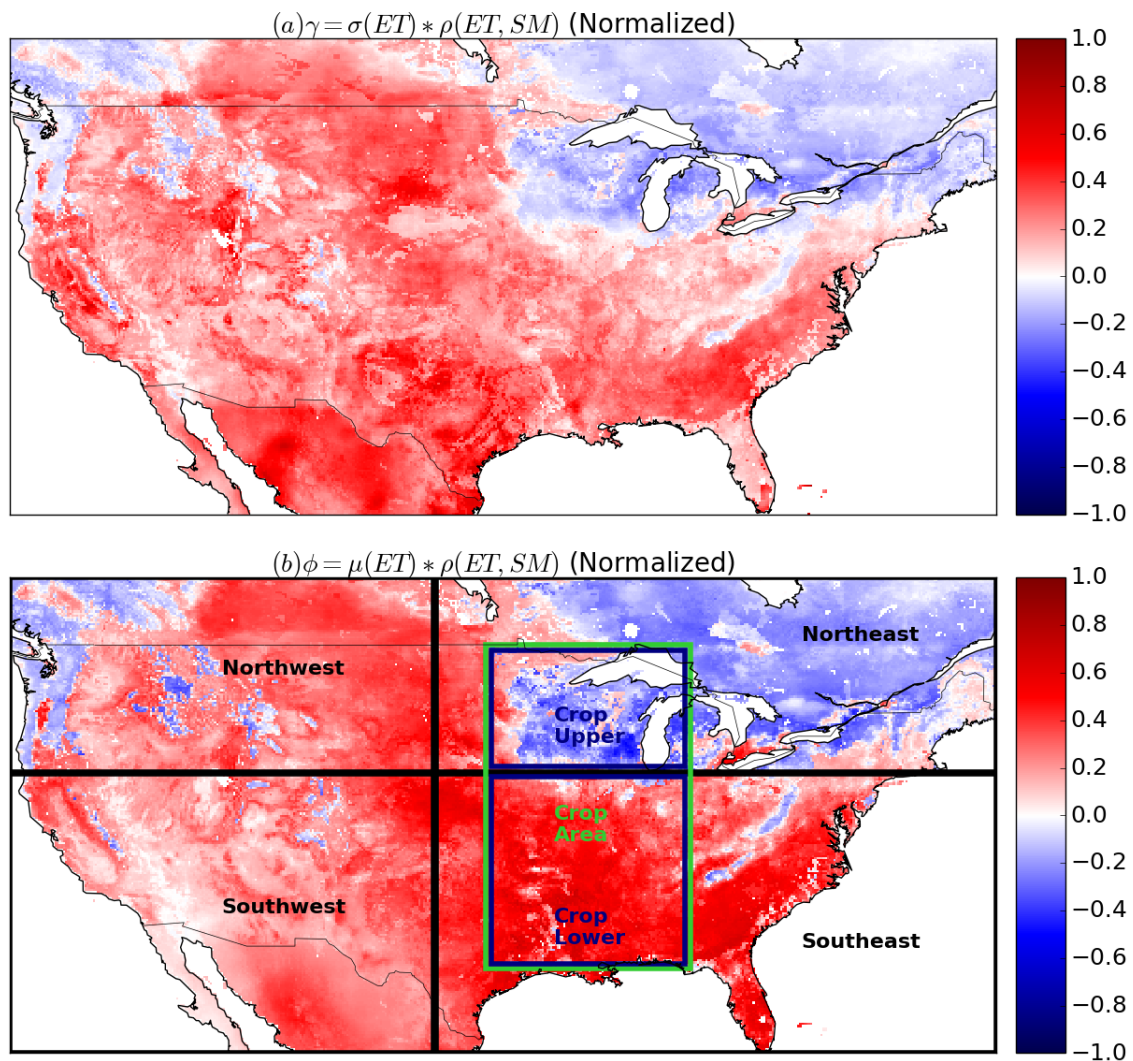 (a)γ = σ(ET) ∗ ρ(ET, SM) (Normalized)
1.0
0.8
0.6
0.4
0.2
0.0
−0.2
−0.4
−0.6
−0.8
−1.0
(b)ϕ = μ(ET) ∗ ρ(ET, SM) (Normalized)
1.0
0.8
0.6
0.4
0.2
0.0
−0.2
−0.4
−0.6
−0.8
−1.0
Northeast
Northwest
Crop
Upper
Crop
Area
Southwest
Crop
Lower
Southeast